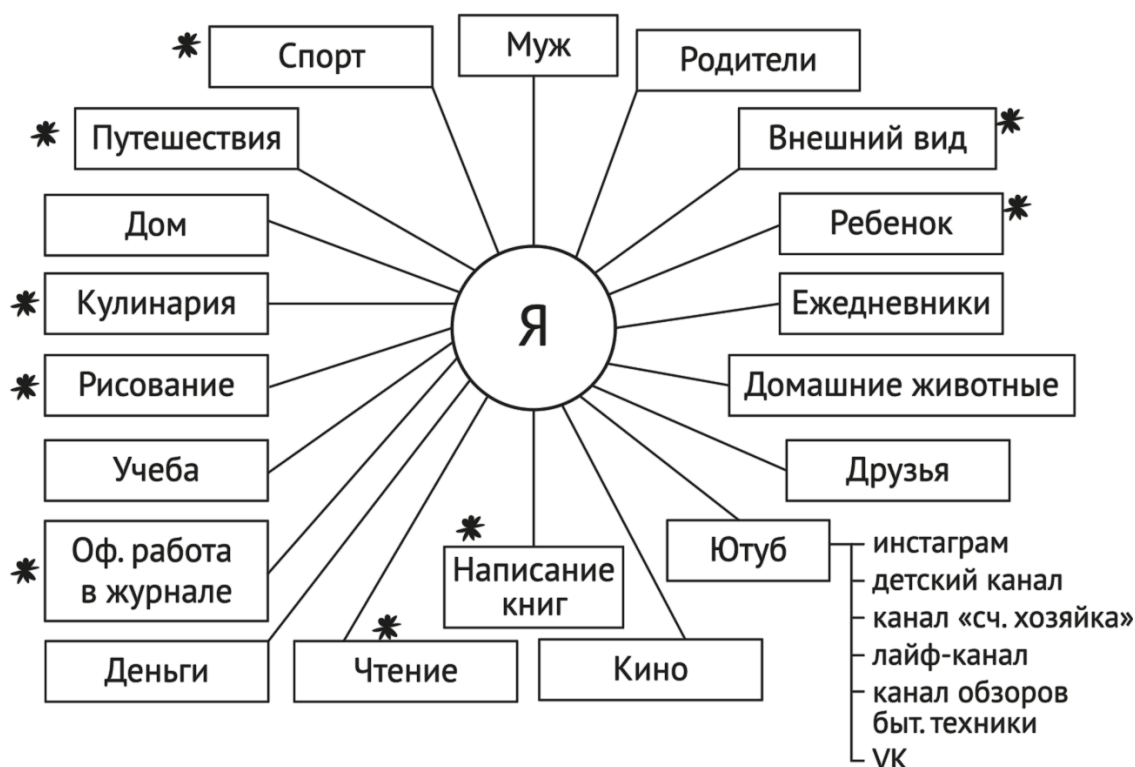 Спорт
Муж
Родители
Путешествия
Внешний вид
Дом
Ребенок
Кулинария
Я
Ежедневники
Рисование
Домашние животные
Учеба
Друзья
Оф. работа
в журнале
Написание
книг
Ютуб
инстаграм
детский канал
канал «сч. хозяйка»
лайф-канал
канал обзоров
быт. техники
VK
Деньги
Чтение
Кино